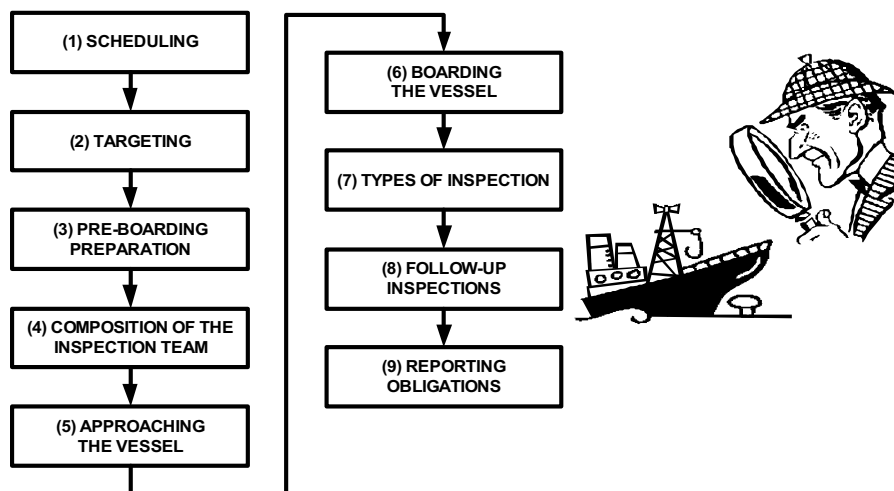 (1) SCHEDULING
(2) TARGETING
(3) PRE-BOARDING
PREPARATION
(4) COMPOSITION OF THE
INSPECTION TEAM
(5) APPROACHING
THE VESSEL
(6) BOARDING
THE VESSEL
(7) TYPES OF INSPECTION
(8) FOLLOW-UP
INSPECTIONS
(9) REPORTING
OBLIGATIONS